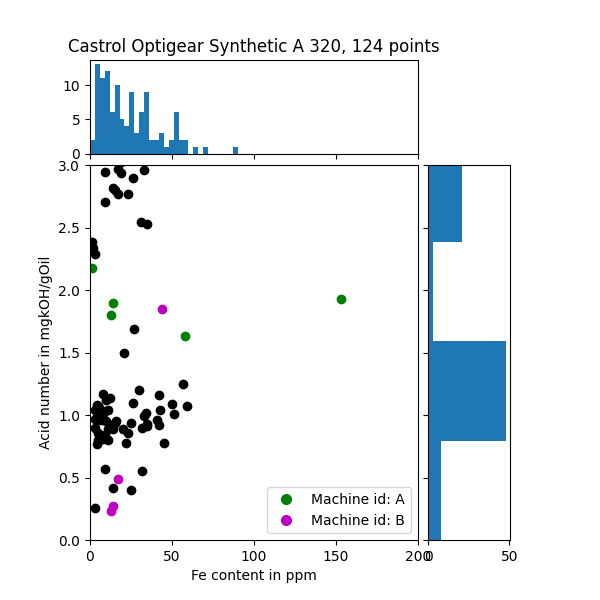 Castrol Optigear Synthetic A 320, 124 points
10
5
0
3.0
2.5
2.0
1.5
1.0
0.5
0.0
Acid number in mgkOH/gOil
Machine id: A
Machine id: B
0 50 100 150 200 0 50
Fe content in ppm